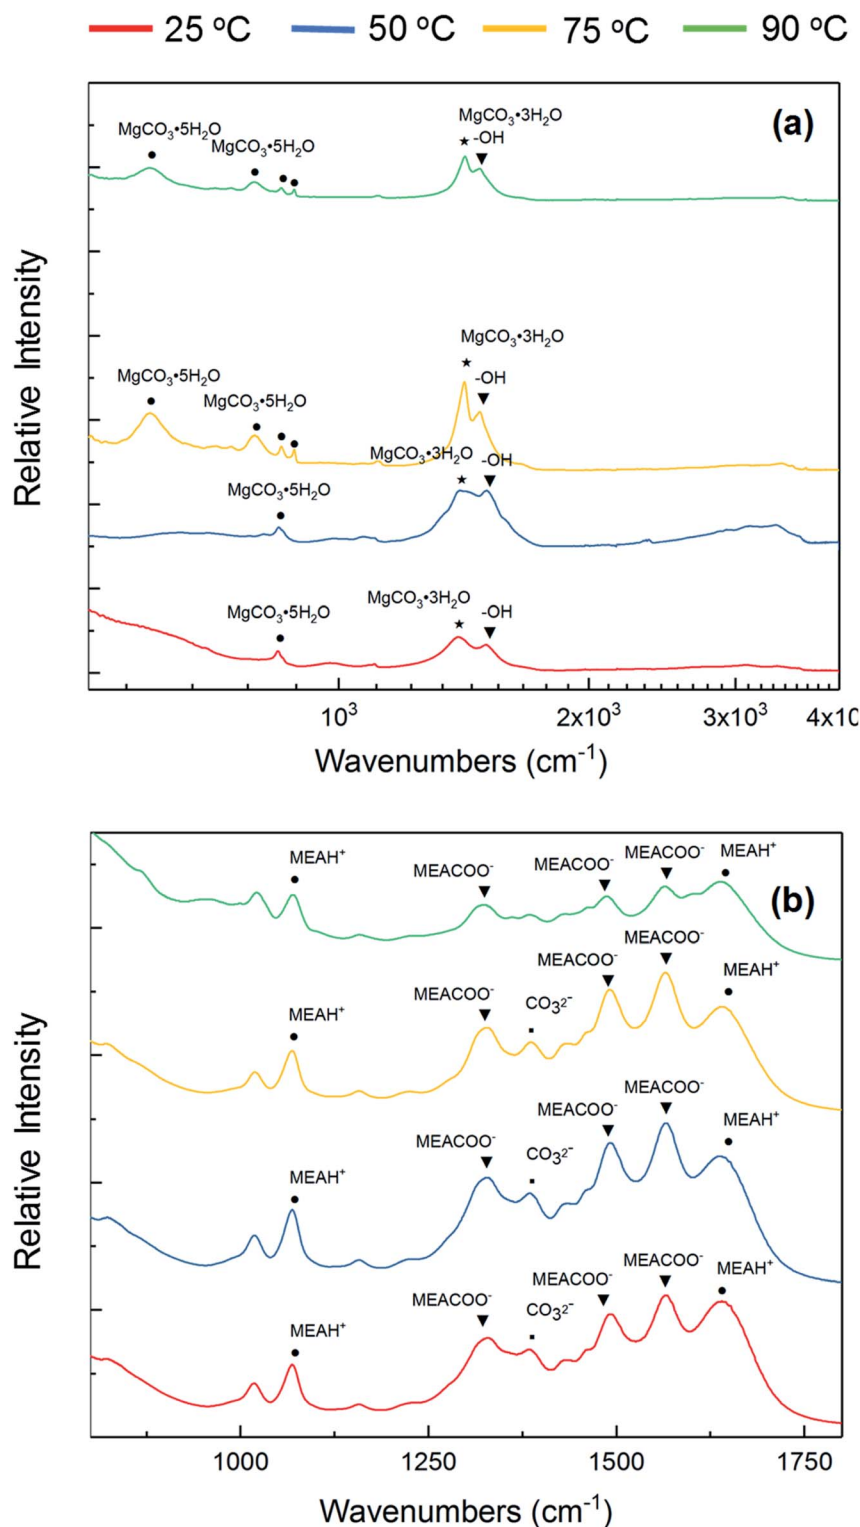 25 ºC 50 ºC 75 ºC 90 ºC
(a)
MgCO₃•3H₂O
MgCO₃•5H₂O
-OH
MgCO₃•5H₂O
MgCO₃•3H₂O
MgCO₃•5H₂O
-OH
MgCO₃•5H₂O
MgCO₃•3H₂O -OH
MgCO₃•5H₂O
MgCO₃•3H₂O
-OH
MgCO₃•5H₂O
Relative Intensity
10³ 2x10³ 3x10³ 4x10
Wavenumbers (cm⁻¹)
(b)
MEAH⁺ MEACOO⁻ MEACOO⁻ MEACOO⁻ MEAH⁺
MEAH⁺ MEACOO⁻ CO₃²⁻ MEACOO⁻ MEACOO⁻ MEAH⁺
MEAH⁺ MEACOO⁻ CO₃²⁻ MEACOO⁻ MEACOO⁻ MEAH⁺
MEAH⁺ MEACOO⁻ CO₃²⁻ MEACOO⁻ MEACOO⁻ MEAH⁺
Relative Intensity
1000 1250 1500 1750
Wavenumbers (cm⁻¹)